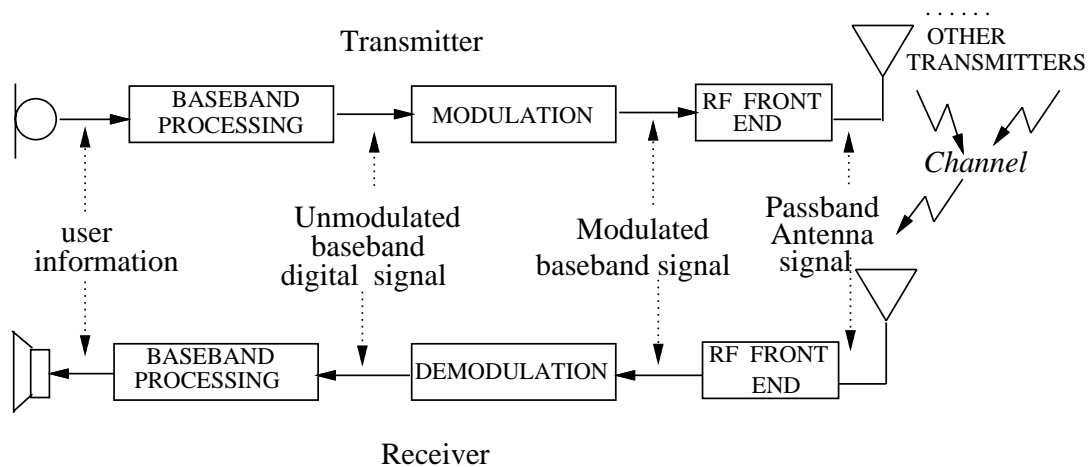 Transmitter
. . . . . .
OTHER
TRANSMITTERS
BASEBAND
PROCESSING
MODULATION
RF FRONT
END
Channel
user
information
Unmodulated
baseband
digital signal
Modulated
baseband signal
Passband
Antenna
signal
BASEBAND
PROCESSING
DEMODULATION
RF FRONT
END
Receiver